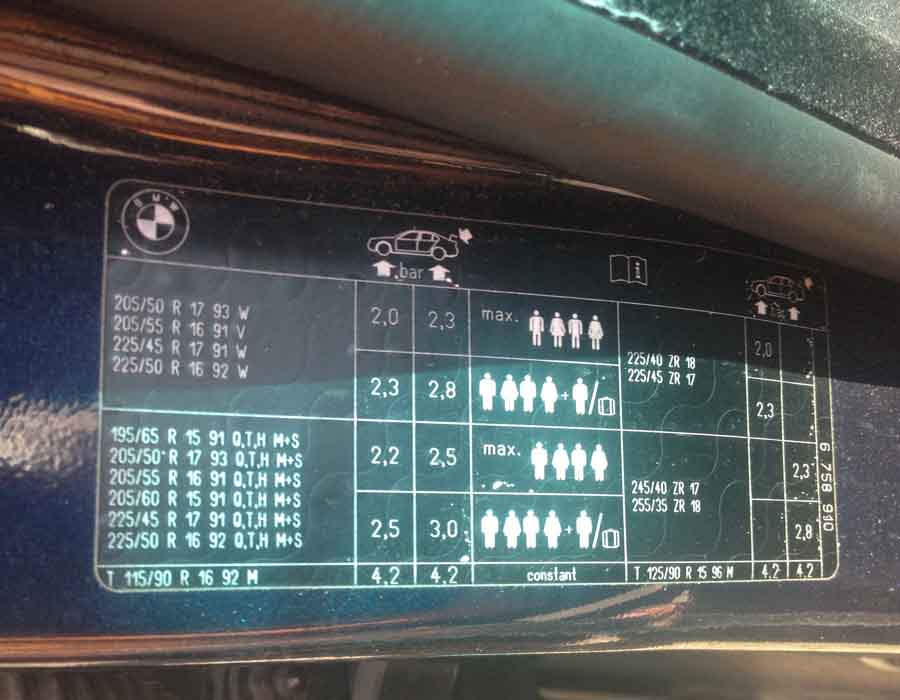 BMW
bar
bar
205/50 R 17 93 W
205/55 R 16 91 V
225/45 R 17 91 W
225/50 R 16 92 W
2,0 2,3
max.
2,3 2,8
+ /
225/40 ZR 18
225/45 ZR 17
2,0
2,3
195/65 R 15 91 Q,T,H M+S
205/50 R 17 93 Q,T,H M+S
205/55 R 16 91 Q,T,H M+S
205/60 R 15 91 Q,T,H M+S
225/45 R 17 91 Q,T,H M+S
225/50 R 16 92 Q,T,H M+S
2,2 2,5
max.
2,5 3,0
+ /
245/40 ZR 17
255/35 ZR 18
2,3
2,8
T 115/90 R 16 92 M 4,2 4,2 constant T 125/90 R 15 96 M 4,2 4,2
6 758 910